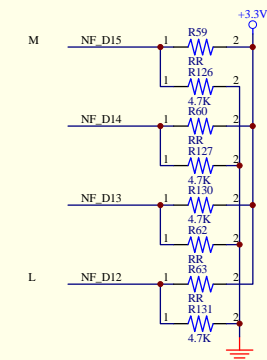 +3.3V
R59
M NF_D15 1 2
RR
R126
1 2
4.7K
R60
NF_D14 1 2
RR
R127
1 2
4.7K
R130
NF_D13 1 2
4.7K
R62
1 2
RR
R63
L NF_D12 1 2
RR
R131
1 2
4.7K